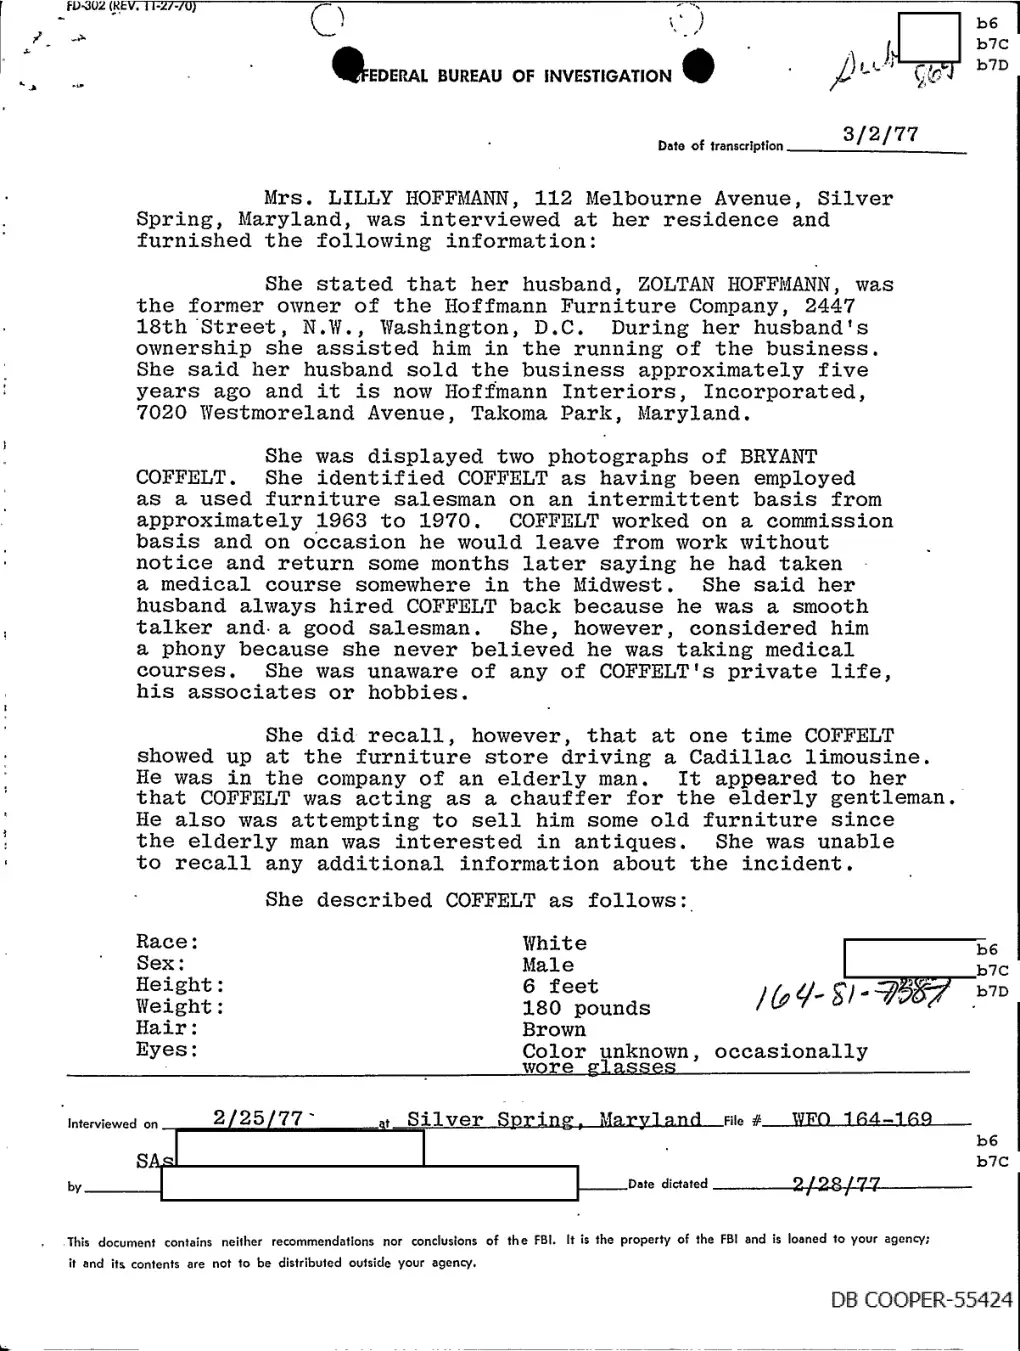 FD-302 (REV. 11-27-70)
FEDERAL BUREAU OF INVESTIGATION
b6
b7C
b7D
Sub
869
Date of transcription 3/2/77
Mrs. LILLY HOFFMANN, 112 Melbourne Avenue, Silver
Spring, Maryland, was interviewed at her residence and
furnished the following information:
She stated that her husband, ZOLTAN HOFFMANN, was
the former owner of the Hoffmann Furniture Company, 2447
18th Street, N.W., Washington, D.C. During her husband's
ownership she assisted him in the running of the business.
She said her husband sold the business approximately five
years ago and it is now Hoffmann Interiors, Incorporated,
7020 Westmoreland Avenue, Takoma Park, Maryland.
She was displayed two photographs of BRYANT
COFFELT. She identified COFFELT as having been employed
as a used furniture salesman on an intermittent basis from
approximately 1963 to 1970. COFFELT worked on a commission
basis and on occasion he would leave from work without
notice and return some months later saying he had taken
a medical course somewhere in the Midwest. She said her
husband always hired COFFELT back because he was a smooth
talker and a good salesman. She, however, considered him
a phony because she never believed he was taking medical
courses. She was unaware of any of COFFELT's private life,
his associates or hobbies.
She did recall, however, that at one time COFFELT
showed up at the furniture store driving a Cadillac limousine.
He was in the company of an elderly man. It appeared to her
that COFFELT was acting as a chauffer for the elderly gentleman.
He also was attempting to sell him some old furniture since
the elderly man was interested in antiques. She was unable
to recall any additional information about the incident.
She described COFFELT as follows:
Race: White
Sex: Male
Height: 6 feet
Weight: 180 pounds
Hair: Brown
Eyes: Color unknown, occasionally
wore glasses
b6
b7C
b7D
164-81-7387
Interviewed on 2/25/77 at Silver Spring, Maryland File # WFO 164-169
SAs
b6
b7C
by Date dictated 2/28/77
This document contains neither recommendations nor conclusions of the FBI. It is the property of the FBI and is loaned to your agency;
it and its contents are not to be distributed outside your agency.
DB COOPER-55424